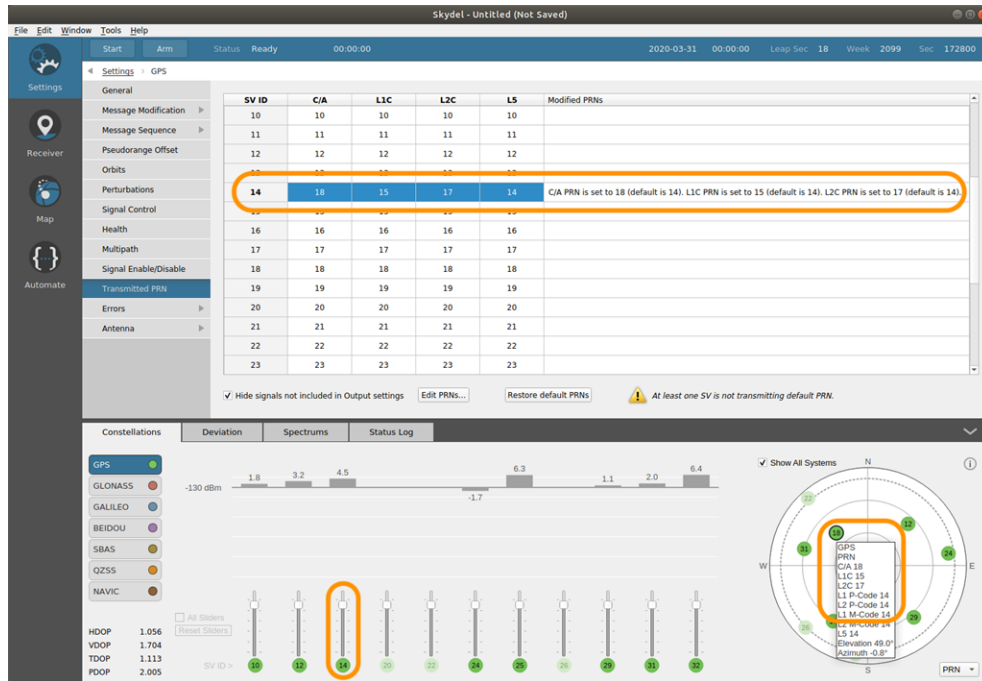 Skydel - Untitled (Not Saved)
File Edit Window Tools Help
Start Arm Status Ready 00:00:00 2020-03-31 00:00:00 Leap Sec 18 Week 2099 Sec 172800
Settings > GPS
Settings
Receiver
Map
Automate
General
Message Modification
Message Sequence
Pseudorange Offset
Orbits
Perturbations
Signal Control
Health
Multipath
Signal Enable/Disable
Transmitted PRN
Errors
Antenna
SV ID C/A L1C L2C L5 Modified PRNs
10 10 10 10 10
11 11 11 11 11
12 12 12 12 12
14 18 15 17 14 C/A PRN is set to 18 (default is 14). L1C PRN is set to 15 (default is 14). L2C PRN is set to 17 (default is 14).
16 16 16 16 16
17 17 17 17 17
18 18 18 18 18
19 19 19 19 19
20 20 20 20 20
21 21 21 21 21
22 22 22 22 22
23 23 23 23 23
Hide signals not included in Output settings Edit PRNs... Restore default PRNs At least one SV is not transmitting default PRN.
Constellations Deviation Spectrums Status Log
GPS
GLONASS
GALILEO
BEIDOU
SBAS
QZSS
NAVIC
HDOP 1.056
VDOP 1.704
TDOP 1.113
PDOP 2.005
-130 dBm
1.8 3.2 4.5 -1.7 6.3 1.1 2.0 6.4
All Sliders
Reset Sliders
SV ID > 10 12 14 20 22 24 25 26 29 31 32
Show All Systems
N
22
12
18
31
24
W
E
29
26
S
GPS
PRN
C/A 18
L1C 15
L2C 17
L1 P-Code 14
L2 P-Code 14
L1 M-Code 14
L2 M-Code 14
L5 14
Elevation 49.0°
Azimuth -0.8°
PRN